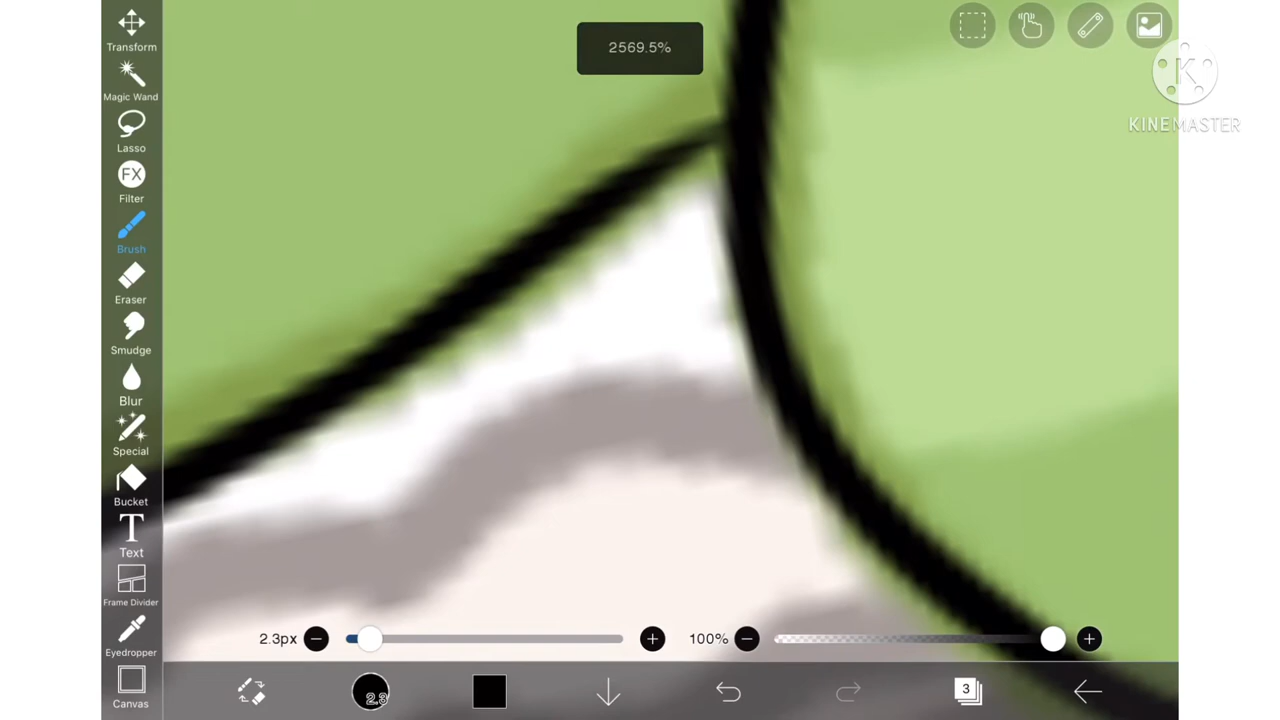 Transform
Magic Wand
Lasso
FX
Filter
Brush
Eraser
Smudge
Blur
Special
Bucket
T
Text
Frame Divider
Eyedropper
Canvas
2569.5%
K
KINEMASTER
2.3px
100%
2.3
3